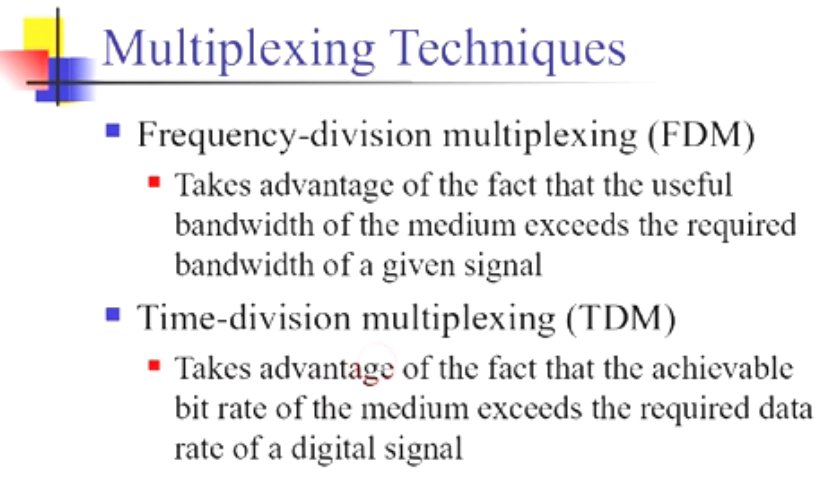 Multiplexing Techniques
Frequency-division multiplexing (FDM)
Takes advantage of the fact that the useful
bandwidth of the medium exceeds the required
bandwidth of a given signal
Time-division multiplexing (TDM)
Takes advantage of the fact that the achievable
bit rate of the medium exceeds the required data
rate of a digital signal